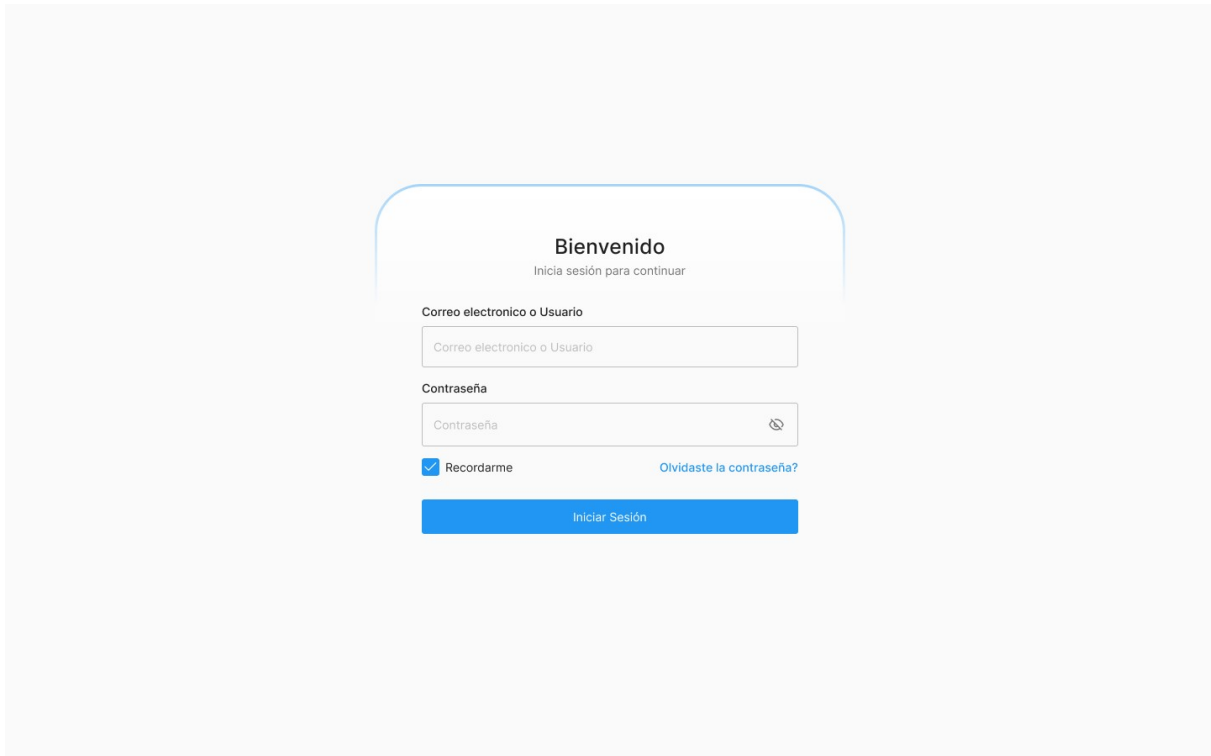 Bienvenido
Inicia sesión para continuar
Correo electronico o Usuario
Correo electronico o Usuario
Contraseña
Contraseña
Recordarme
Olvidaste la contraseña?
Iniciar Sesión